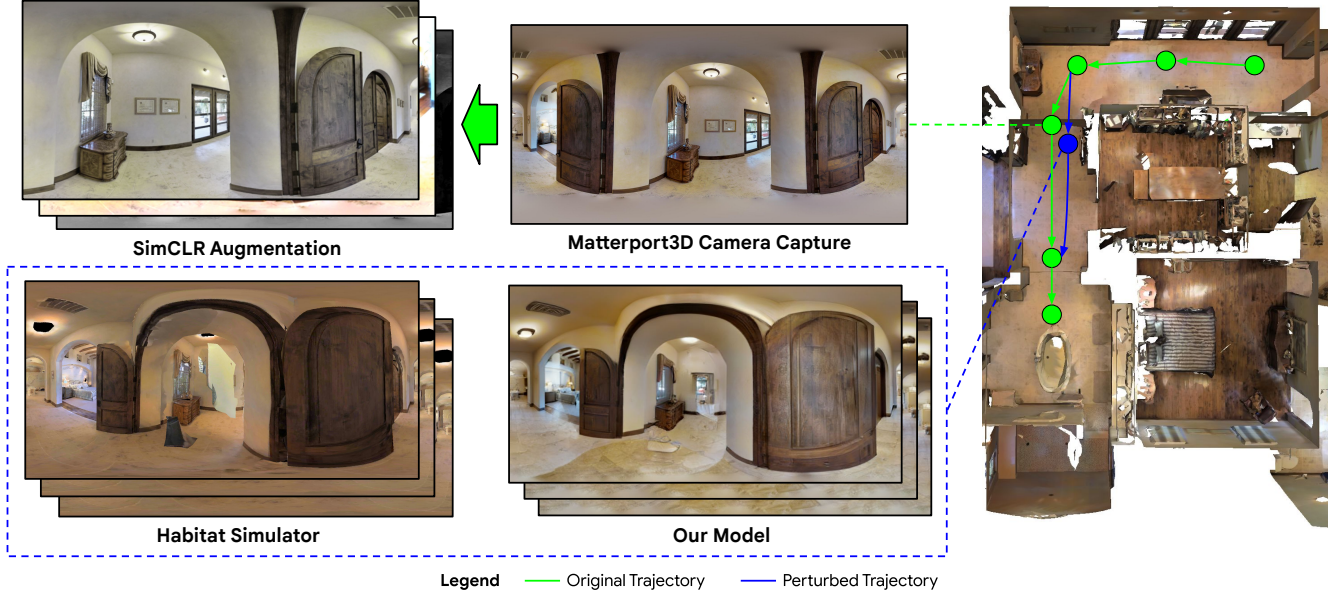 SimCLR Augmentation
Matterport3D Camera Capture
Habitat Simulator
Our Model
Legend
Original Trajectory
Perturbed Trajectory